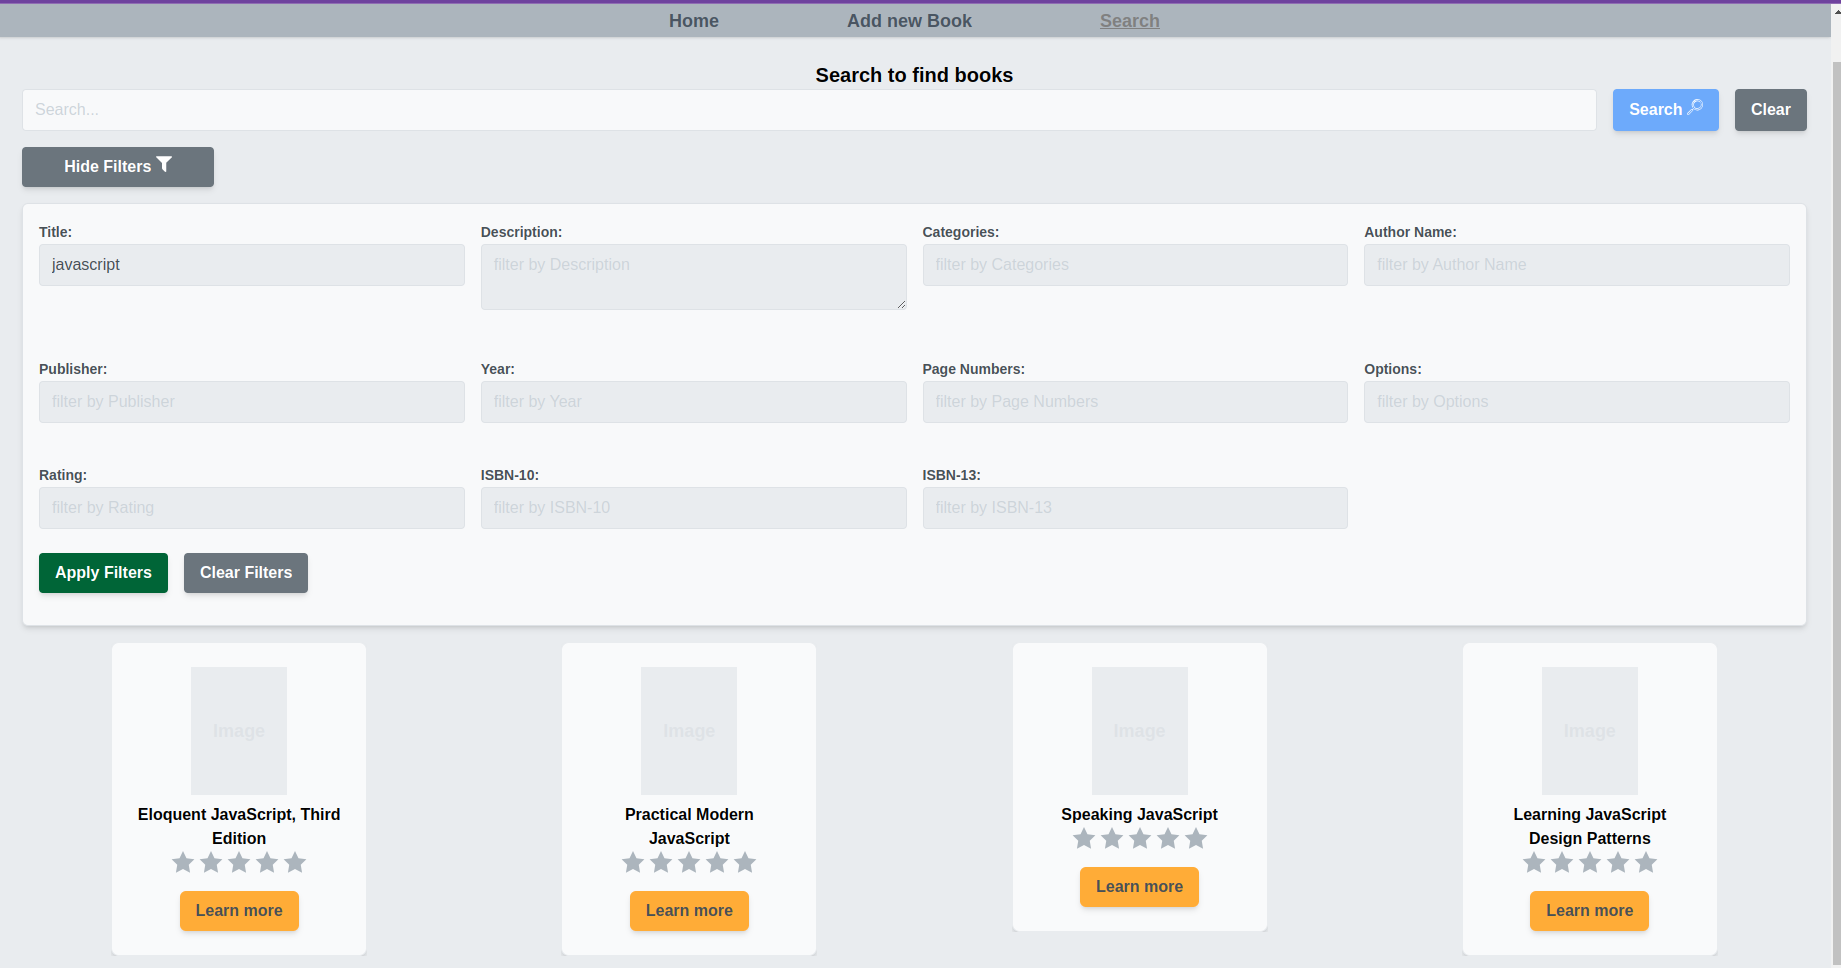 Home Add new Book Search
Search to find books
Search... Search Clear
Hide Filters
Title: Description: Categories: Author Name:
javascript filter by Description filter by Categories filter by Author Name
Publisher: Year: Page Numbers: Options:
filter by Publisher filter by Year filter by Page Numbers filter by Options
Rating: ISBN-10: ISBN-13:
filter by Rating filter by ISBN-10 filter by ISBN-13
Apply Filters Clear Filters
Image
Eloquent JavaScript, Third
Edition
Learn more
Image
Practical Modern
JavaScript
Learn more
Image
Speaking JavaScript
Learn more
Image
Learning JavaScript
Design Patterns
Learn more